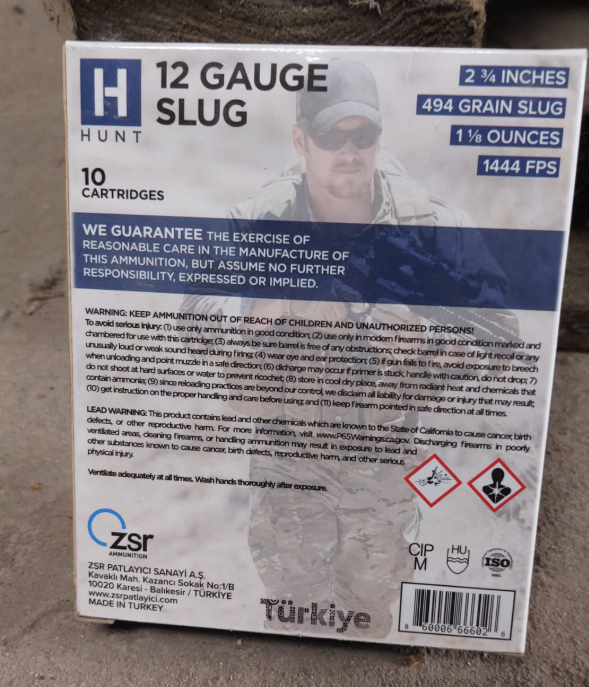 H
HUNT
12 GAUGE
SLUG
2 ¾ INCHES
494 GRAIN SLUG
1 ⅛ OUNCES
1444 FPS
10
CARTRIDGES
WE GUARANTEE THE EXERCISE OF
REASONABLE CARE IN THE MANUFACTURE OF
THIS AMMUNITION, BUT ASSUME NO FURTHER
RESPONSIBILITY, EXPRESSED OR IMPLIED.
WARNING: KEEP AMMUNITION OUT OF REACH OF CHILDREN AND UNAUTHORIZED PERSONS!
To avoid serious injury: (1) use only ammunition in good condition; (2) use only in modern firearms in good condition marked and
chambered for use with this cartridge; (3) always be sure barrel is free of any obstructions; check barrel in case of light recoil or any
unusually loud or weak sound heard during firing; (4) wear eye and ear protection; (5) if gun fails to fire, avoid exposure to breech
when unloading and point muzzle in a safe direction; (6) dicharge may occur if primer is stuck, handle with caution, do not drop; 7)
do not shoot at hard surfaces or water to prevent ricochet; (8) store in cool dry place, away from radiant heat and chemicals that
contain ammonia; (9) since reloading practices are beyond our control, we disclaim all liability for damage or injury that may result;
(10) get instruction on the proper handling and care before using; and (11) keep firearm pointed in safe direction at all times.
LEAD WARNING: This product contains lead and other chemicals which are known to the State of California to cause cancer, birth
defects, or other reproductive harm. For more information, visit www.P65Warnings.ca.gov. Discharging firearms in poorly
ventilated areas, cleaning firearms, or handling ammunition may result in exposure to lead and
other substances known to cause cancer, birth defects, reproductive harm, and other serious
physical injury.
Ventilate adequately at all times. Wash hands thoroughly after exposure.
zsr
AMMUNITION
ZSR PATLAYICI SANAYİ A.Ş.
Kavaklı Mah. Kazancı Sokak No:1/B
10020 Karesi - Balıkesir / TÜRKİYE
www.zsrpatlayici.com
MADE IN TURKEY
Türkiye
CIP
M
HU
ISO
8 60006 66602 6